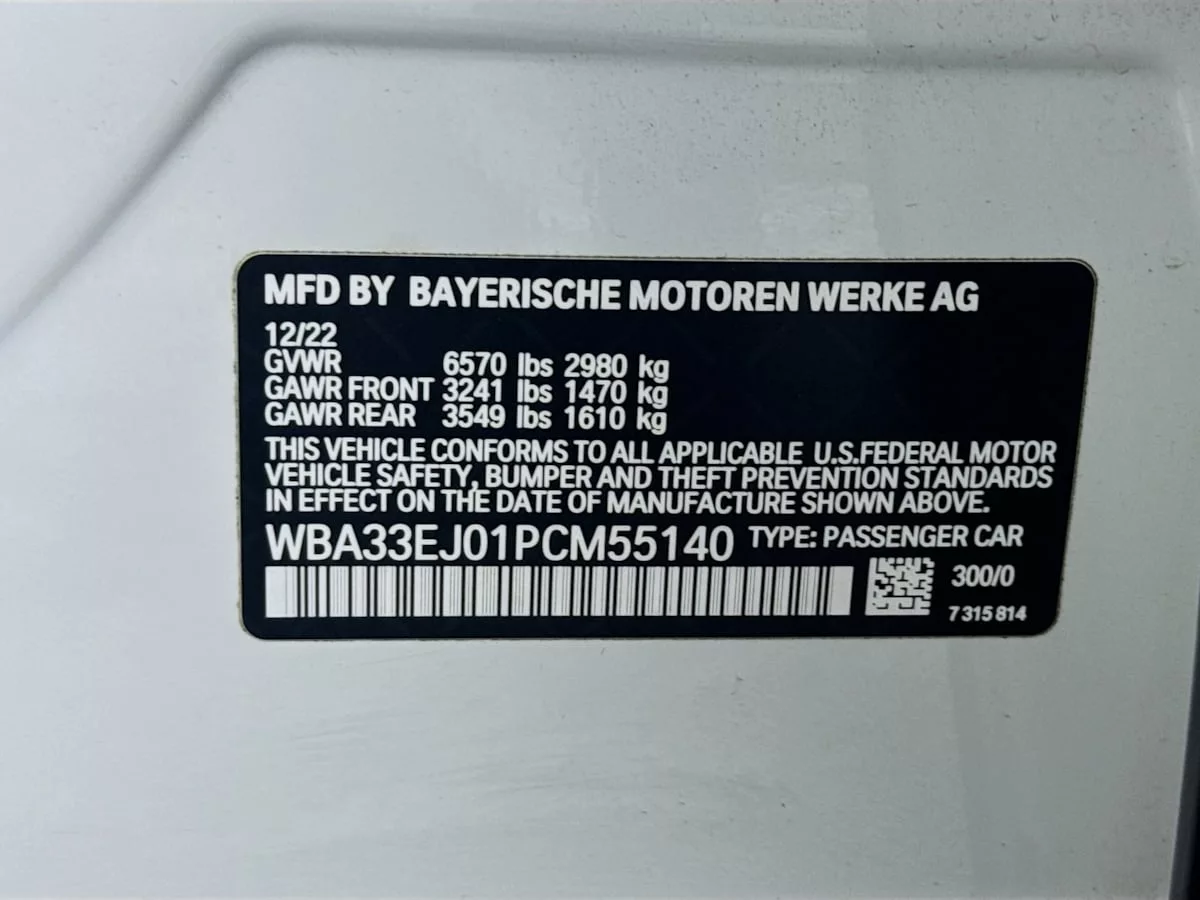 MFD BY BAYERISCHE MOTOREN WERKE AG
12/22
GVWR 6570 lbs 2980 kg
GAWR FRONT 3241 lbs 1470 kg
GAWR REAR 3549 lbs 1610 kg
THIS VEHICLE CONFORMS TO ALL APPLICABLE U.S.FEDERAL MOTOR
VEHICLE SAFETY, BUMPER AND THEFT PREVENTION STANDARDS
IN EFFECT ON THE DATE OF MANUFACTURE SHOWN ABOVE.
WBA33EJ01PCM55140 TYPE: PASSENGER CAR
300/0
7 315 814